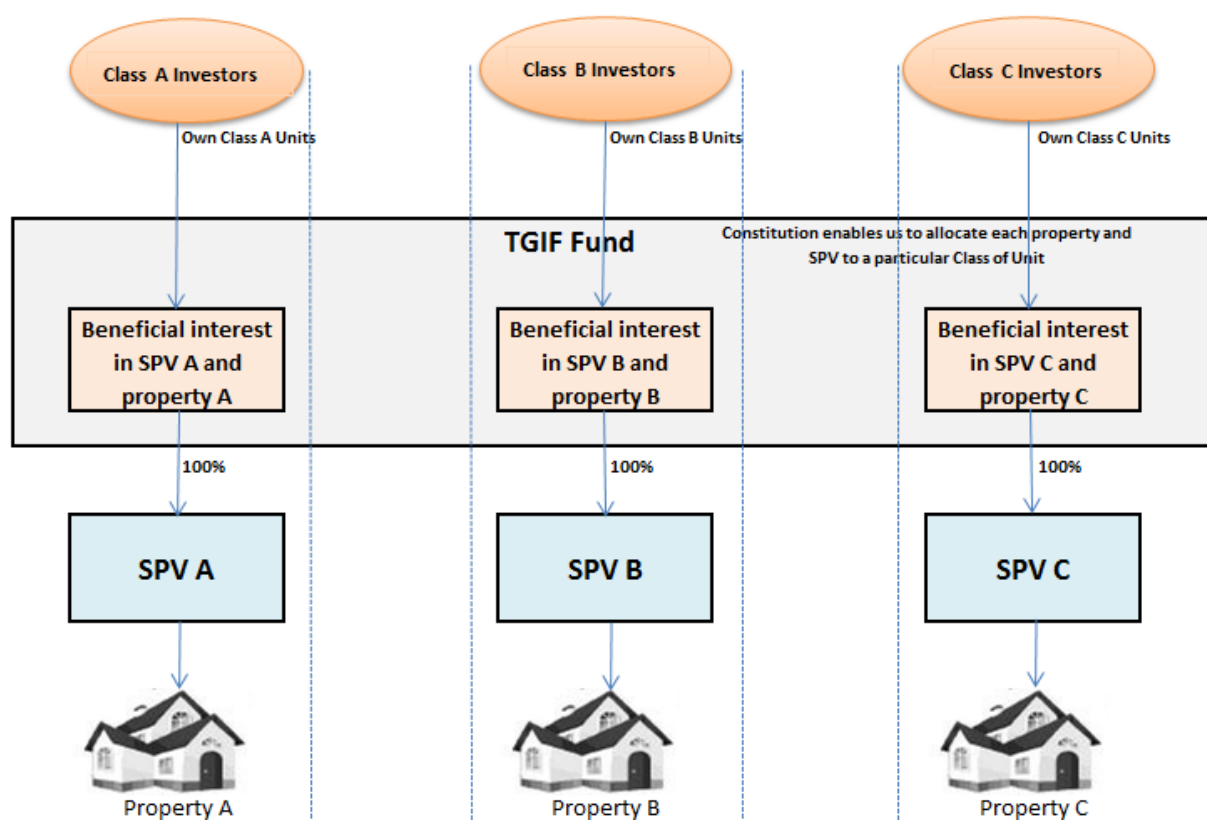 Class A Investors
Class B Investors
Class C Investors
Own Class A Units
Own Class B Units
Own Class C Units
TGIF Fund
Constitution enables us to allocate each property and
SPV to a particular Class of Unit
Beneficial interest
in SPV A and
property A
Beneficial interest
in SPV B and
property B
Beneficial interest
in SPV C and
property C
100%
100%
100%
SPV A
SPV B
SPV C
Property A
Property B
Property C